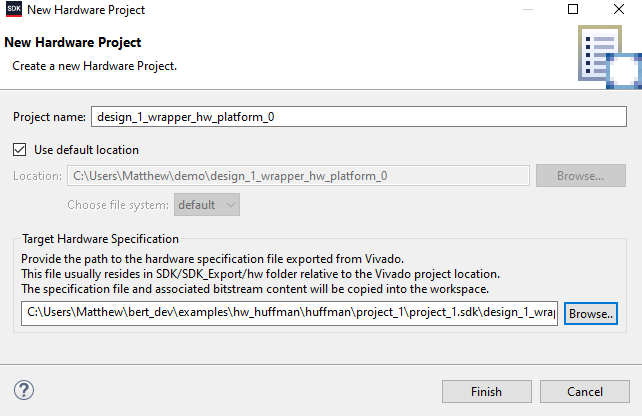 SDK New Hardware Project
New Hardware Project
Create a new Hardware Project.
Project name: design_1_wrapper_hw_platform_0
Use default location
Location: C:\Users\Matthew\demo\design_1_wrapper_hw_platform_0 Browse...
Choose file system: default
Target Hardware Specification
Provide the path to the hardware specification file exported from Vivado.
This file usually resides in SDK/SDK_Export/hw folder relative to the Vivado project location.
The specification file and associated bitstream content will be copied into the workspace.
C:\Users\Matthew\bert_dev\examples\hw_huffman\huffman\project_1\project_1.sdk\design_1_wrap Browse..
? Finish Cancel